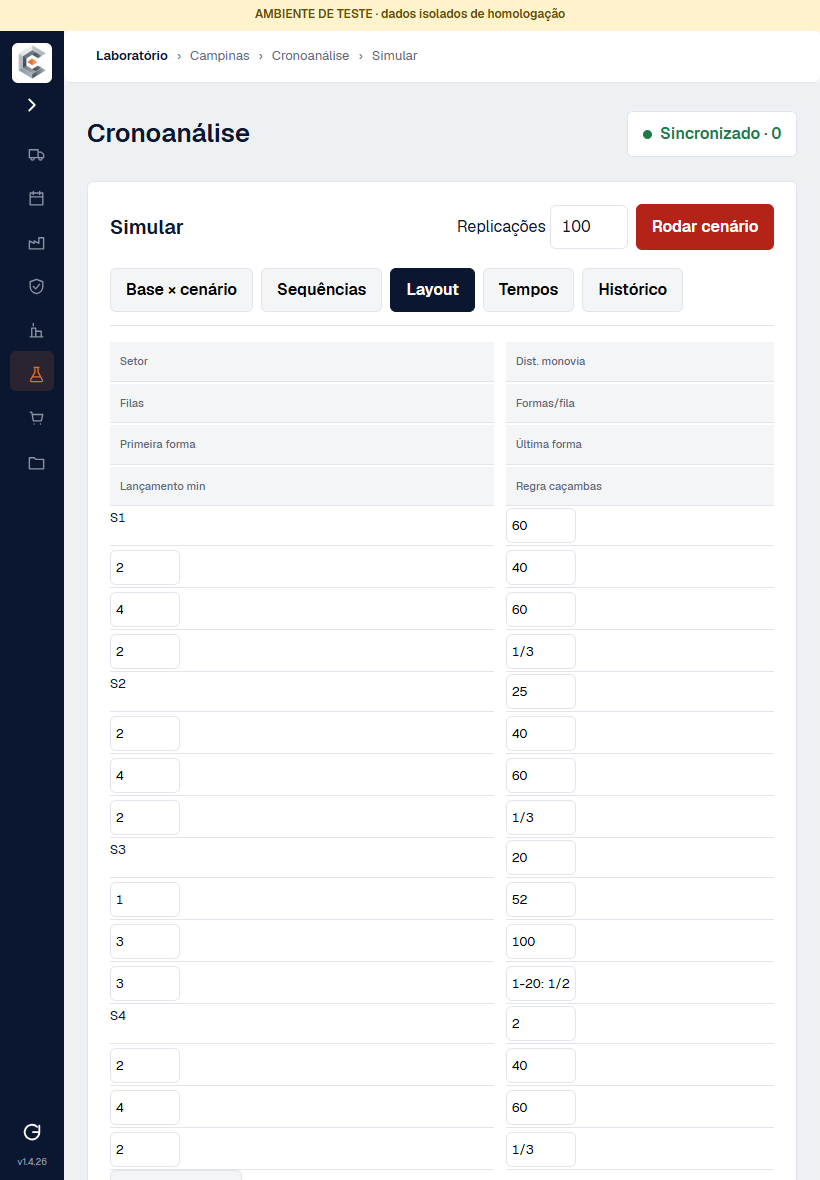 AMBIENTE DE TESTE · dados isolados de homologação
Laboratório › Campinas › Cronoanálise › Simular
Cronoanálise
Sincronizado · 0
Simular
Replicações 100 Rodar cenário
Base × cenário Sequências Layout Tempos Histórico
Setor Dist. monovia
Filas Formas/fila
Primeira forma Última forma
Lançamento min Regra caçambas
S1 60
2 40
4 60
2 1/3
S2 25
2 40
4 60
2 1/3
S3 20
1 52
3 100
3 1-20: 1/2
S4 2
2 40
4 60
2 1/3
v1.4.26